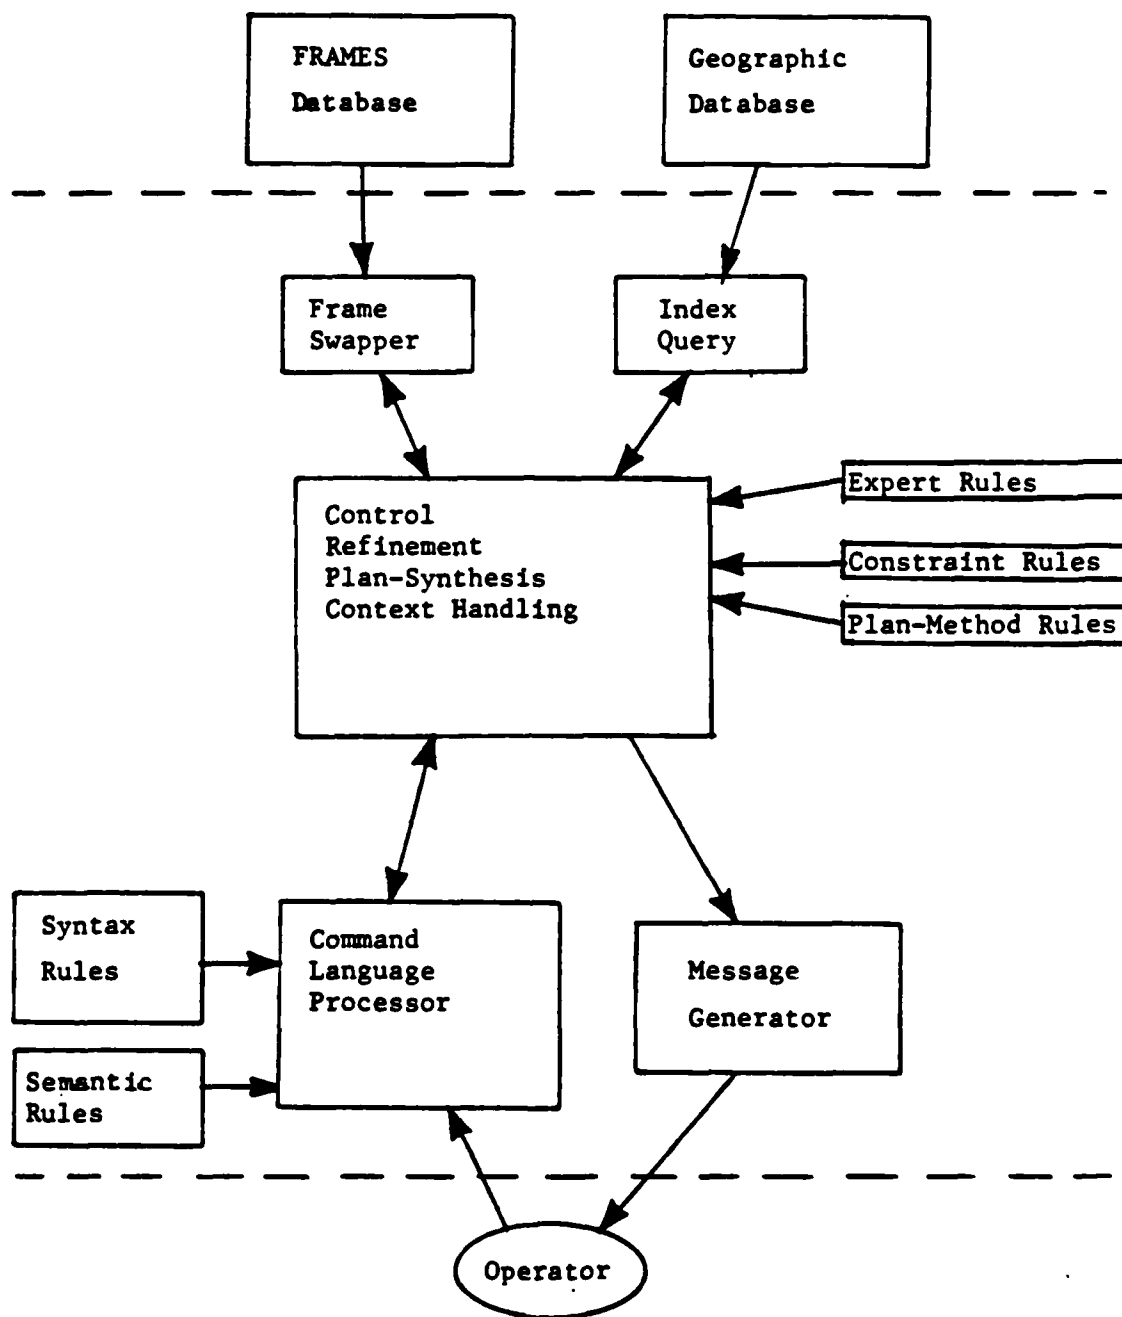 FRAMES
Database
Geographic
Database
Frame
Swapper
Index
Query
Control
Refinement
Plan-Synthesis
Context Handling
Expert Rules
Constraint Rules
Plan-Method Rules
Syntax
Rules
Semantic
Rules
Command
Language
Processor
Message
Generator
Operator